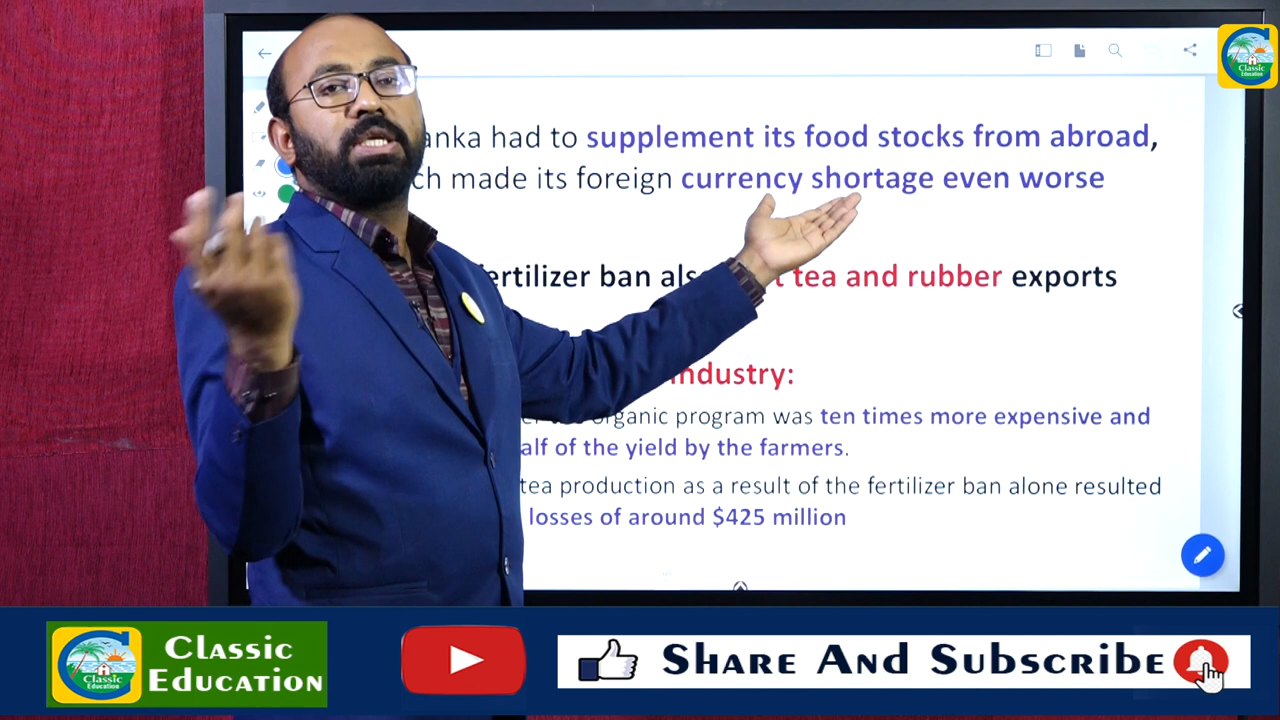 Classic
Education
anka had to supplement its food stocks from abroad,
ch made its foreign currency shortage even worse
ertilizer ban als t tea and rubber exports
ndustry:
organic program was ten times more expensive and
alf of the yield by the farmers.
tea production as a result of the fertilizer ban alone resulted
losses of around $425 million
Classic
Education
Classic
Education
Share And Subscribe